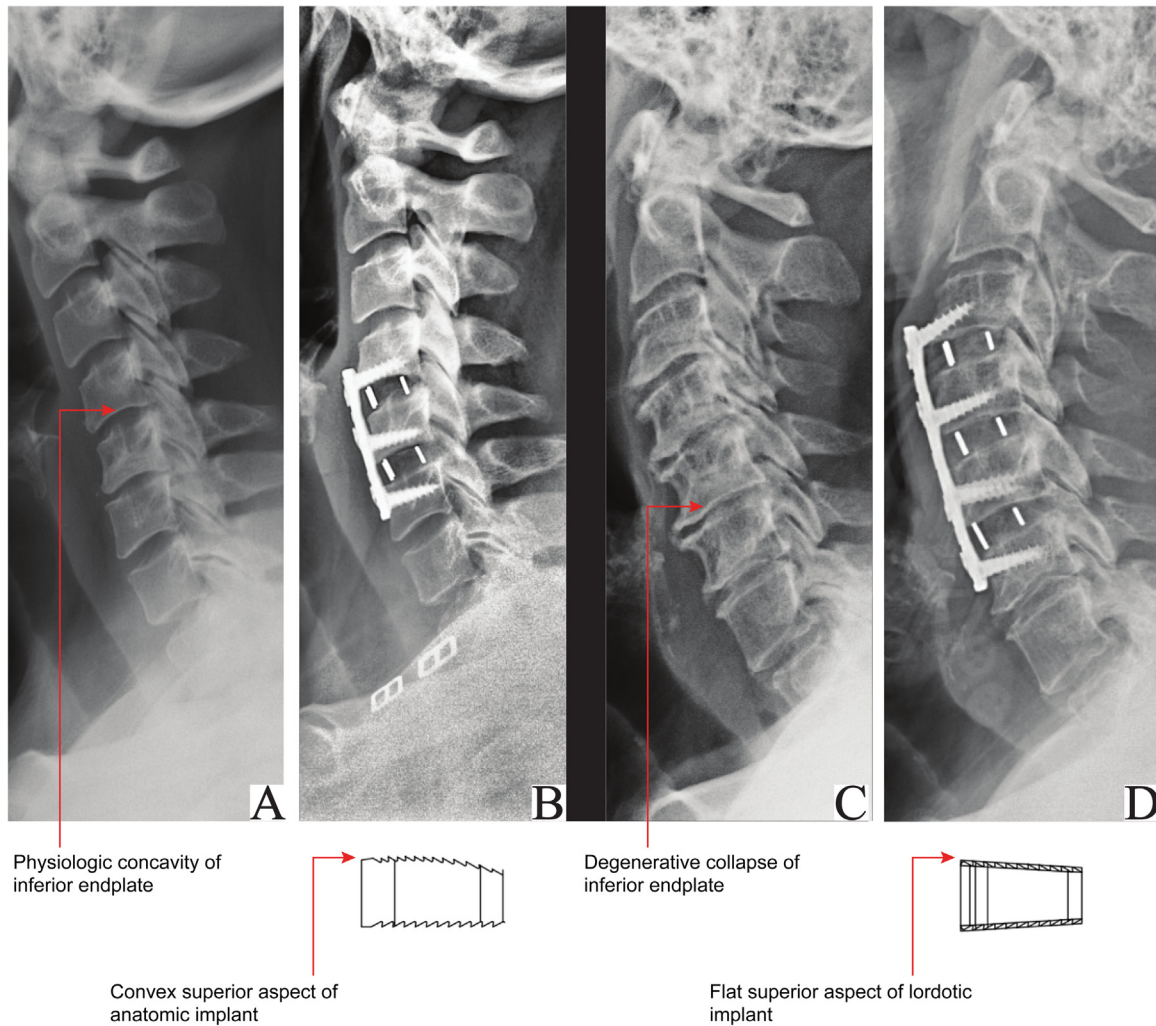 A
B
C
D
Physiologic concavity of
inferior endplate
Degenerative collapse of
inferior endplate
Convex superior aspect of
anatomic implant
Flat superior aspect of lordotic
implant